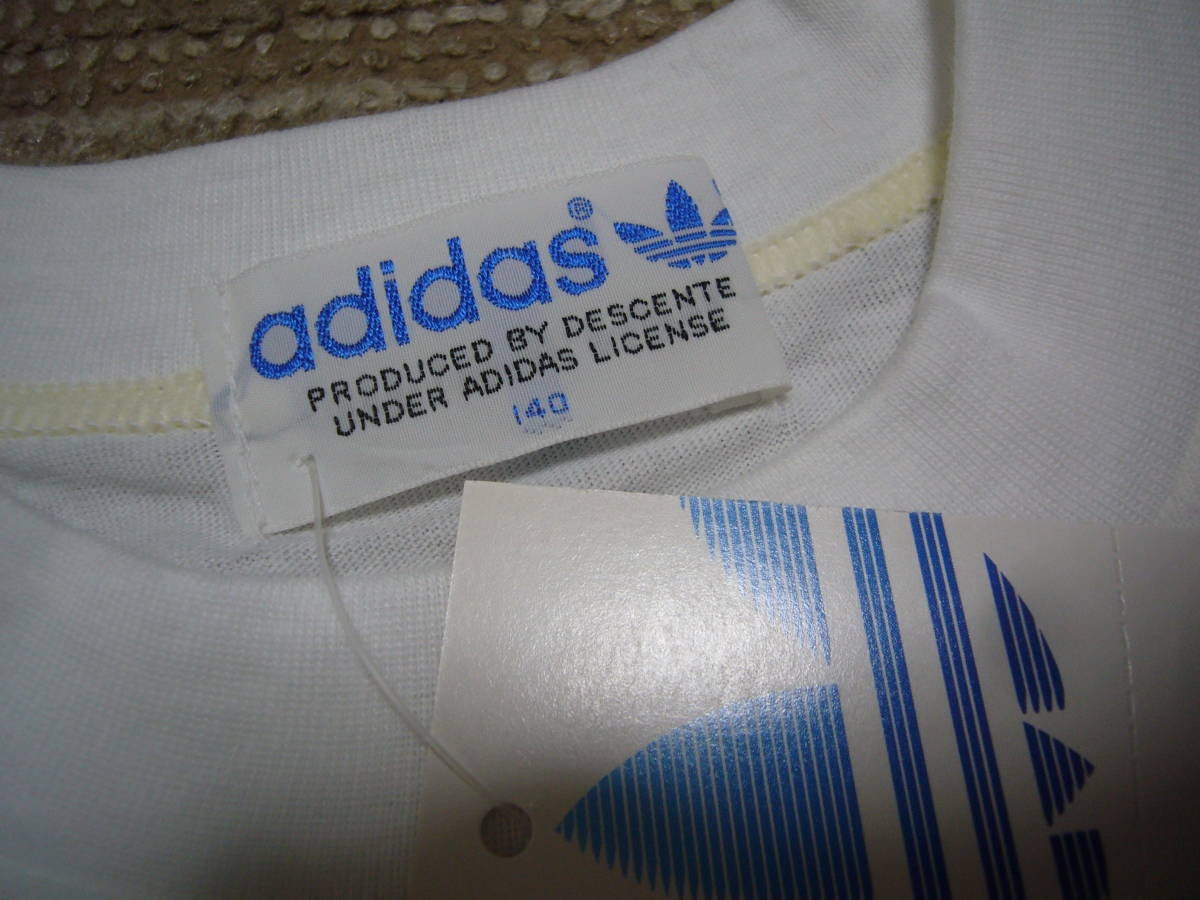 adidas®
PRODUCED BY DESCENTE
UNDER ADIDAS LICENSE
140